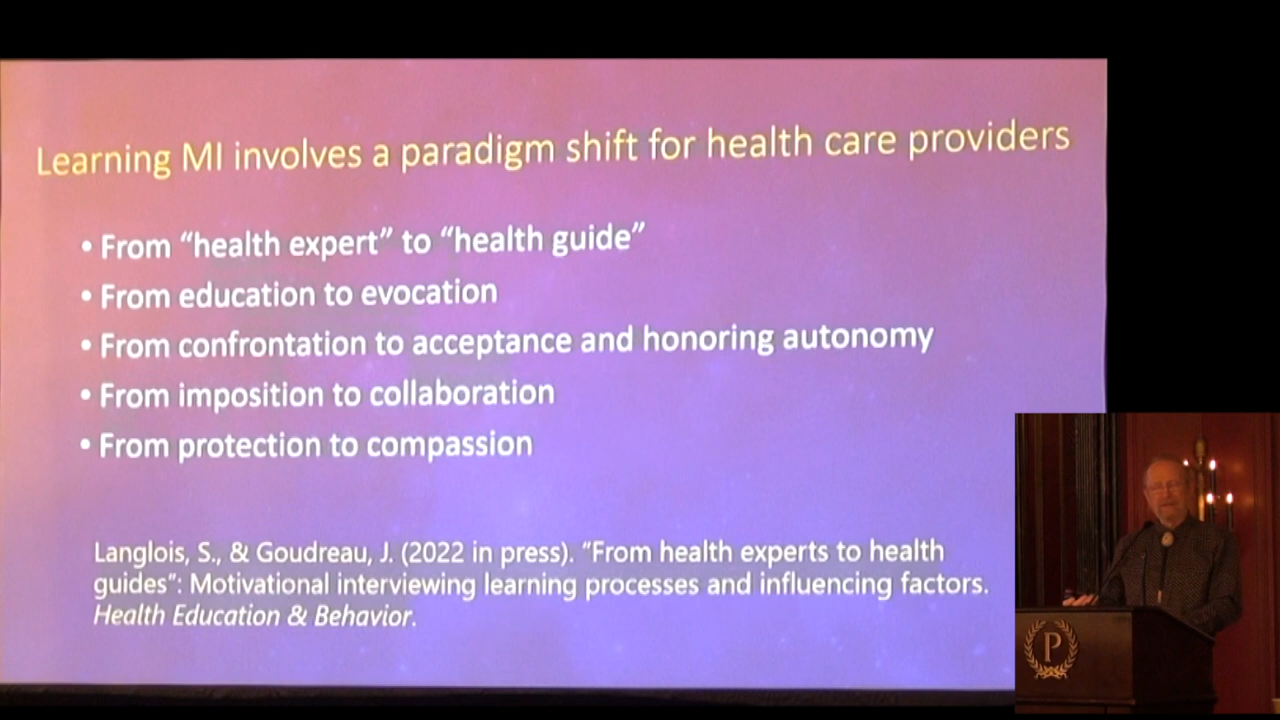 Learning MI involves a paradigm shift for health care providers
• From “health expert” to “health guide”
• From education to evocation
• From confrontation to acceptance and honoring autonomy
• From imposition to collaboration
• From protection to compassion
Langlois, S., & Goudreau, J. (2022 in press). “From health experts to health
guides”: Motivational interviewing learning processes and influencing factors.
Health Education & Behavior.
P